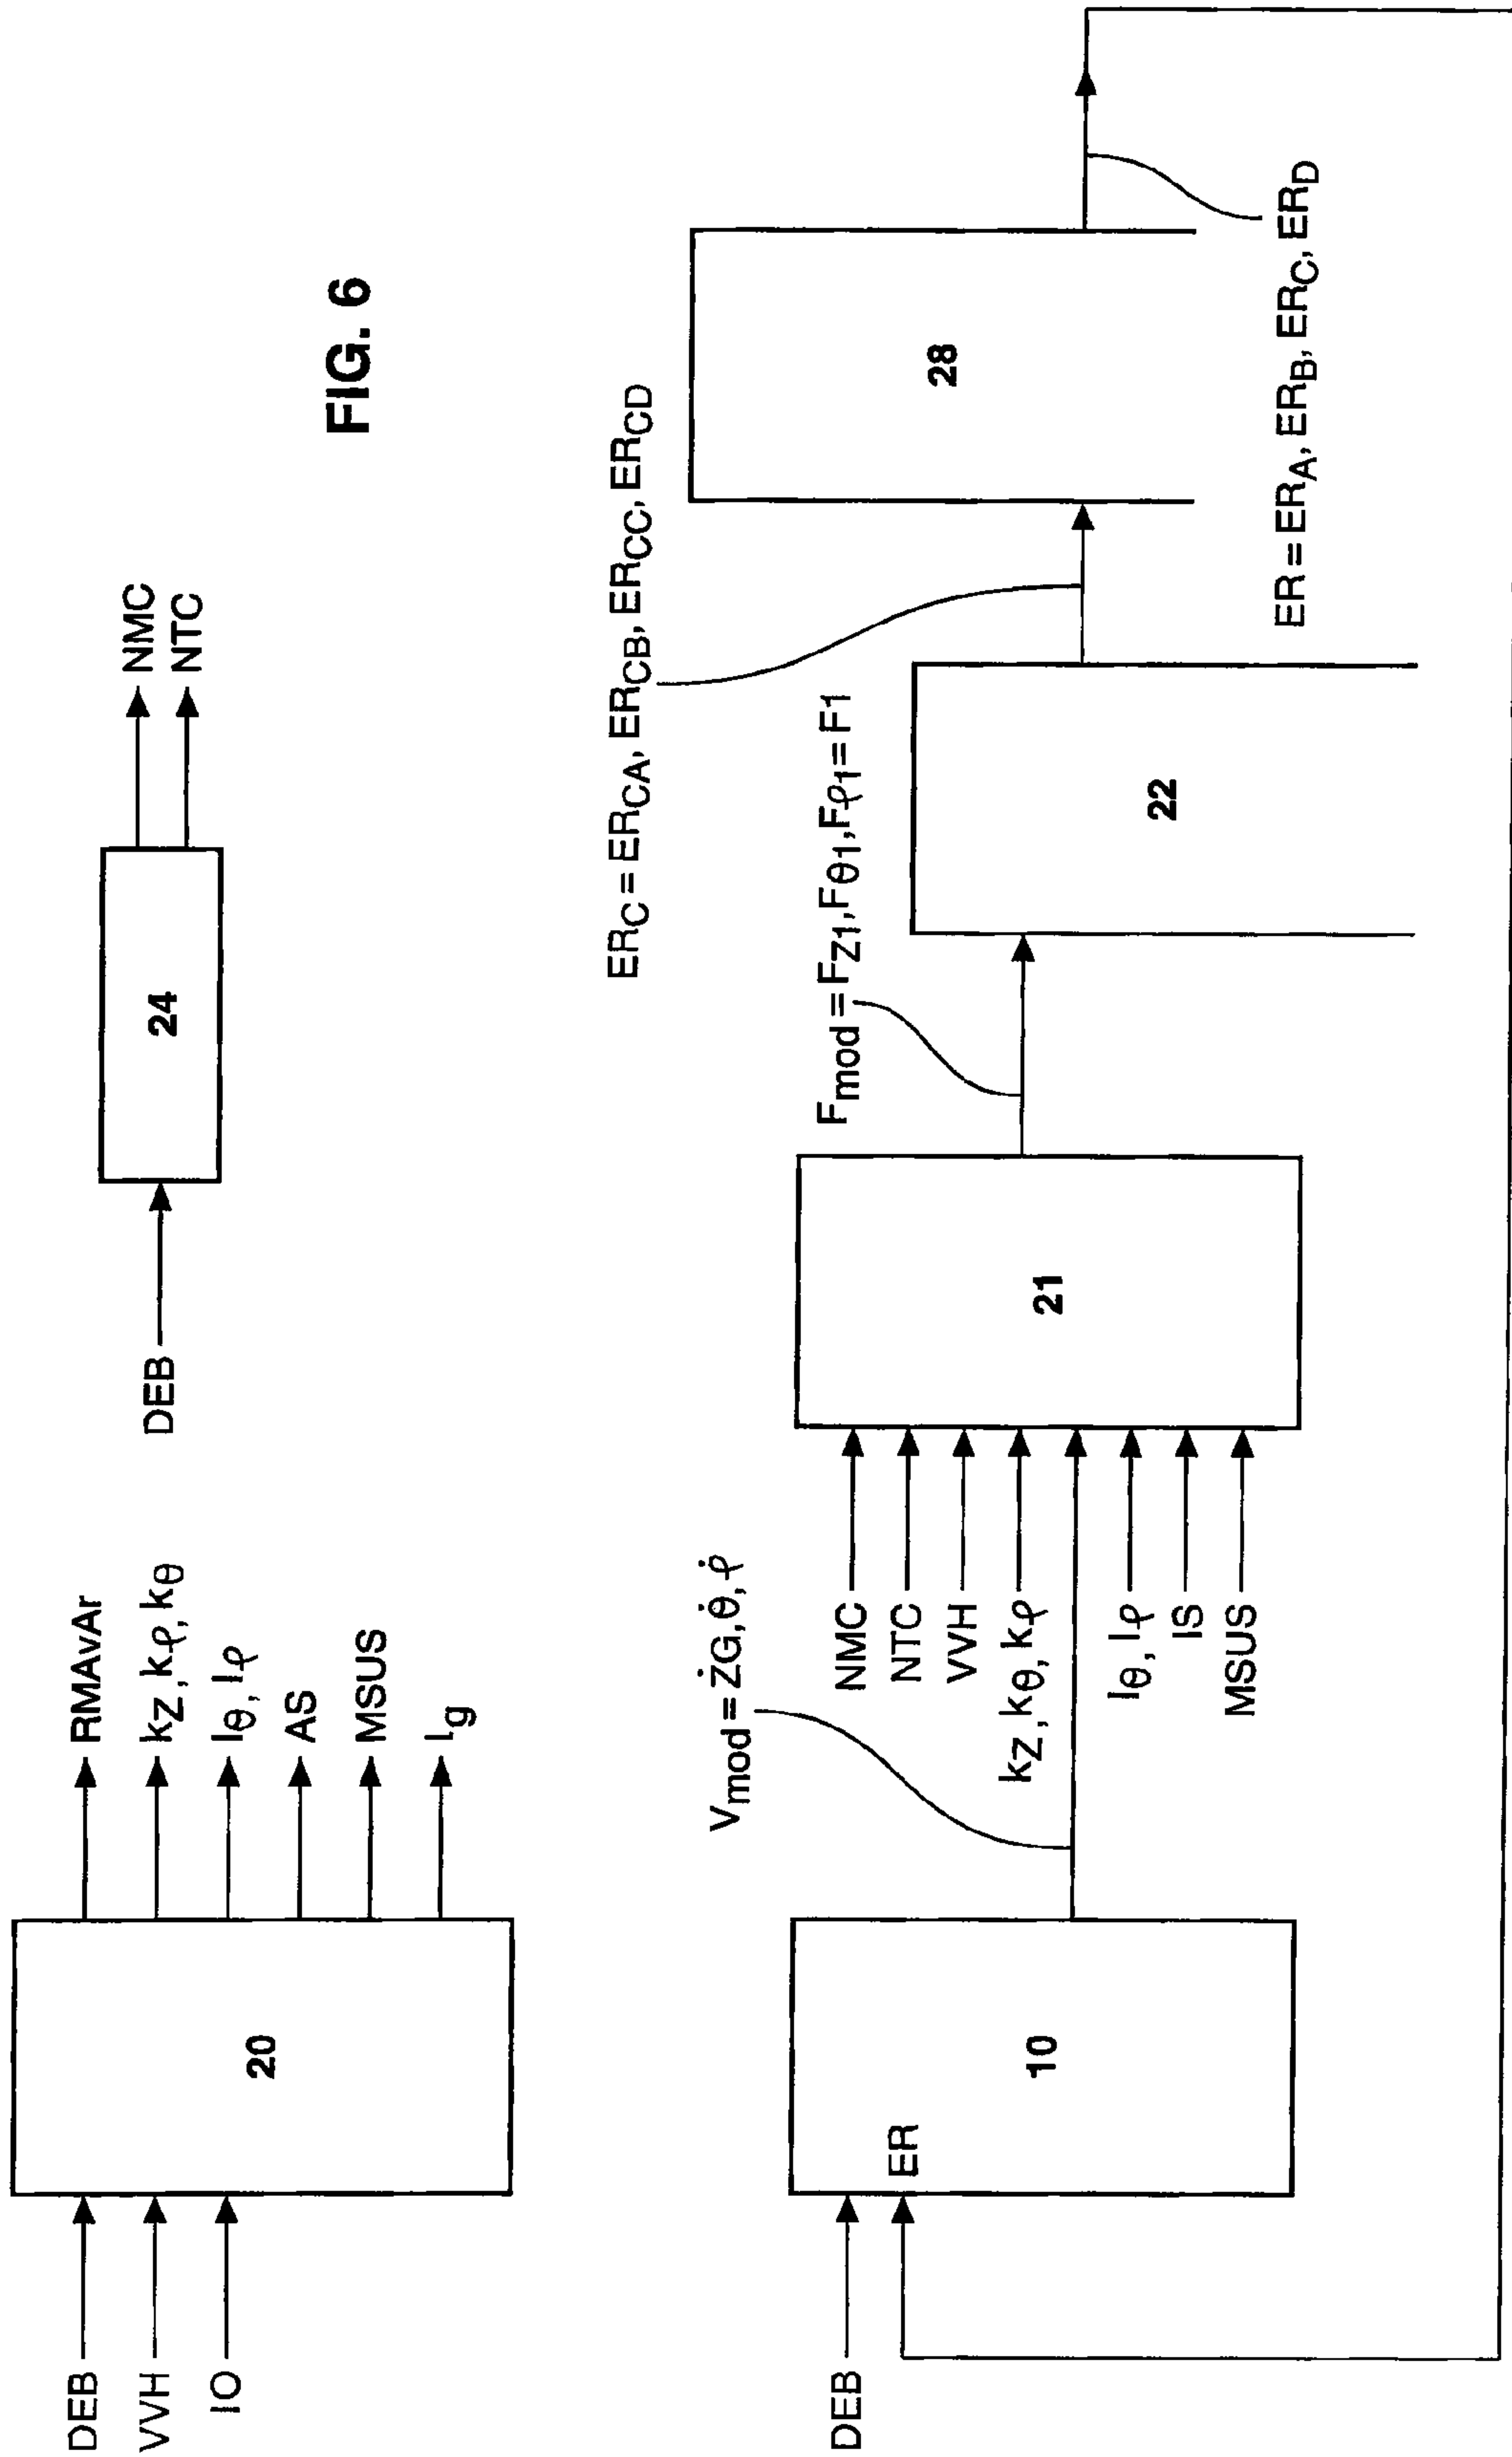 FIG. 6
DEB
VVH
IO
20
RMAvAr
kz, kφ, kθ
Iθ, Iφ
AS
MSUS
lg
DEB
24
NMC
NTC
DEB
ER
10
Vmod = ŻG, θ̇, φ̇
NMC
NTC
VVH
kz, kθ, kφ
Iθ, Iφ
IS
MSUS
21
Fmod = FZ1, Fθ1, Fφ1 = F1
22
ERC = ERCA, ERCB, ERCC, ERCD
28
ER = ERA, ERB, ERC, ERD